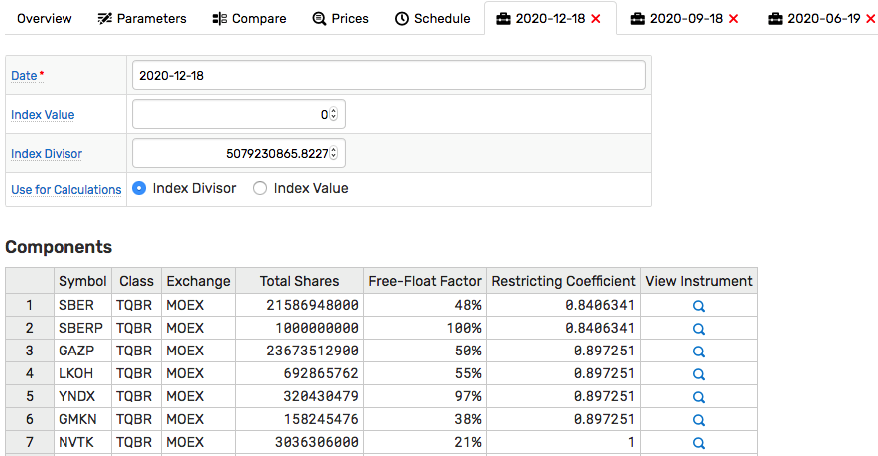 Overview Parameters Compare Prices Schedule 2020-12-18 2020-09-18 2020-06-19
Date* 2020-12-18
Index Value 0
Index Divisor 5079230865.8227
Use for Calculations Index Divisor Index Value
Components
Symbol Class Exchange Total Shares Free-Float Factor Restricting Coefficient View Instrument
1 SBER TQBR MOEX 21586948000 48% 0.8406341
2 SBERP TQBR MOEX 1000000000 100% 0.8406341
3 GAZP TQBR MOEX 23673512900 50% 0.897251
4 LKOH TQBR MOEX 692865762 55% 0.897251
5 YNDX TQBR MOEX 320430479 97% 0.897251
6 GMKN TQBR MOEX 158245476 38% 0.897251
7 NVTK TQBR MOEX 3036306000 21% 1